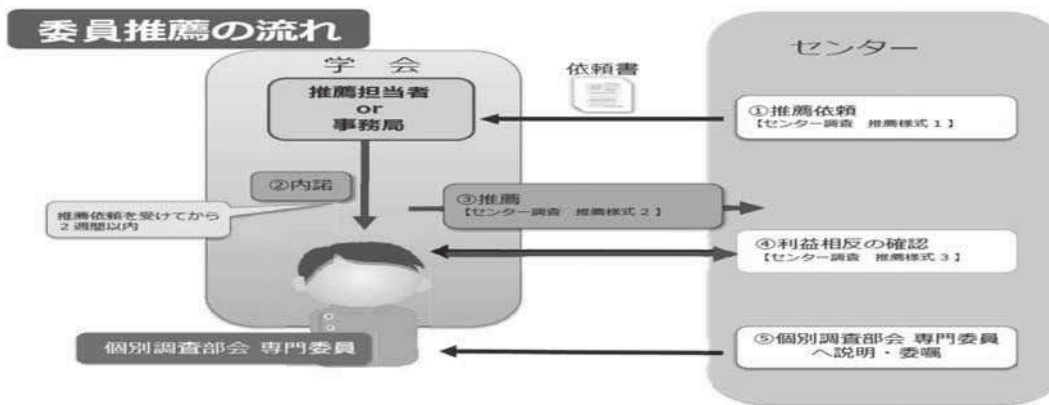 委員推薦の流れ
学会
推薦担当者
or
事務局
依頼書
センター
①推薦依頼
【センター調査 推薦様式1】
②内諾
推薦依頼を受けてから
2週間以内
③推薦
【センター調査 推薦様式2】
④利益相反の確認
【センター調査 推薦様式3】
個別調査部会 専門委員
⑤個別調査部会 専門委員
へ説明・委嘱